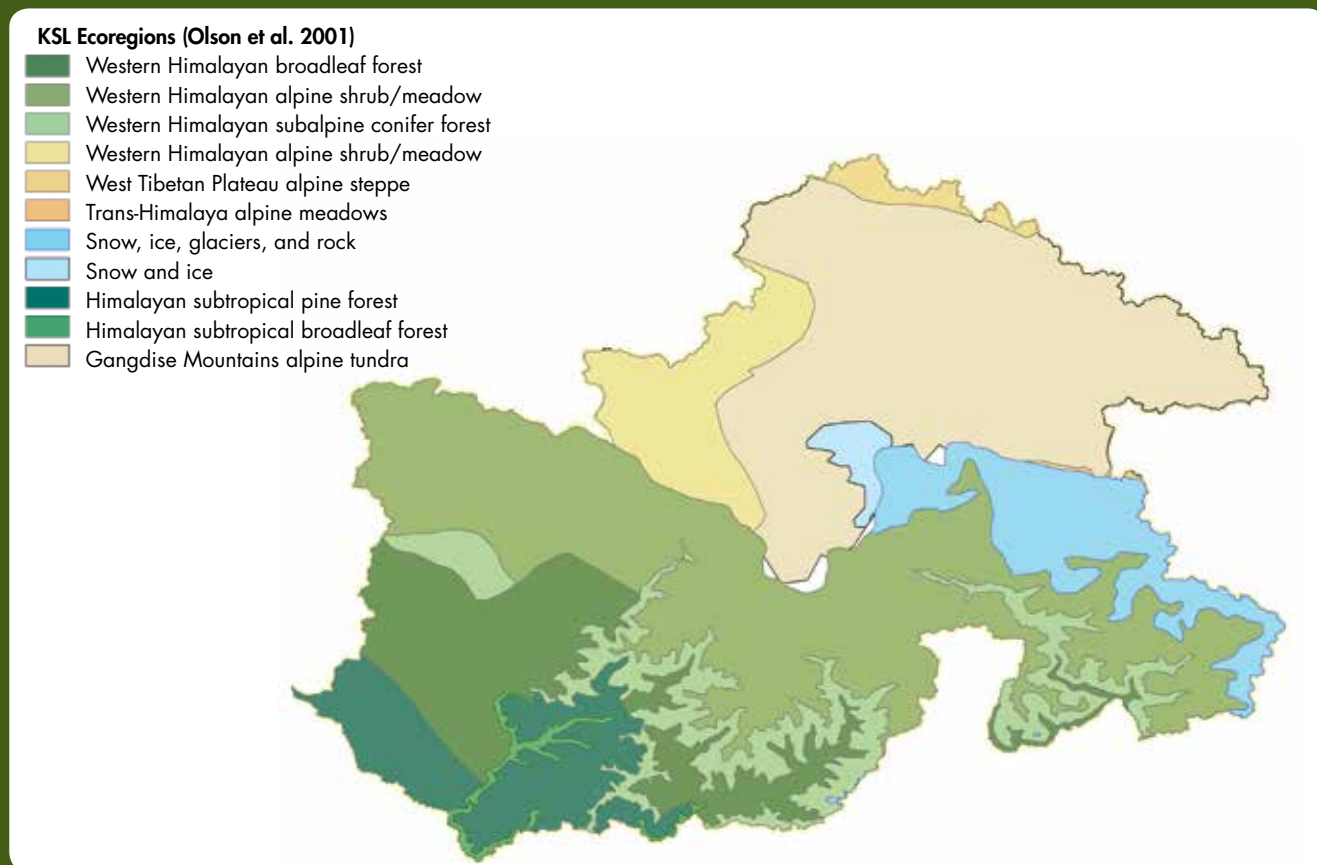 KSL Ecoregions (Olson et al. 2001)
Western Himalayan broadleaf forest
Western Himalayan alpine shrub/meadow
Western Himalayan subalpine conifer forest
Western Himalayan alpine shrub/meadow
West Tibetan Plateau alpine steppe
Trans-Himalaya alpine meadows
Snow, ice, glaciers, and rock
Snow and ice
Himalayan subtropical pine forest
Himalayan subtropical broadleaf forest
Gangdise Mountains alpine tundra